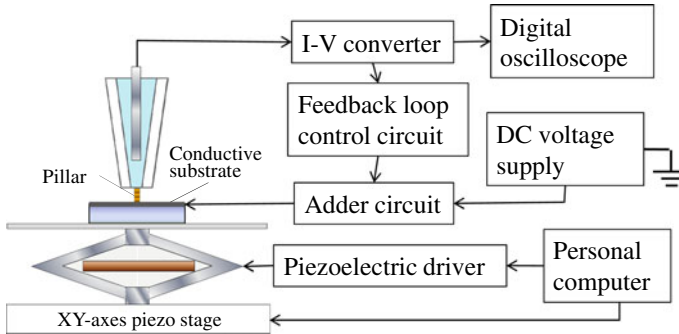 I-V converter
Digital
oscilloscope
Feedback loop
control circuit
DC voltage
supply
Conductive
substrate
Pillar
Adder circuit
Piezoelectric driver
Personal
computer
XY-axes piezo stage